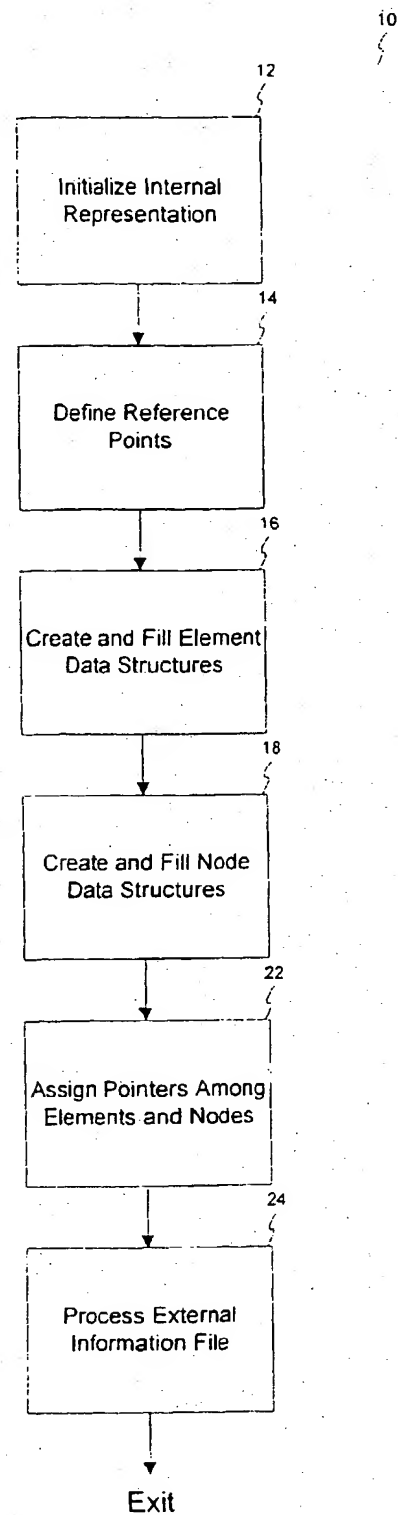 10
12
Initialize Internal
Representation
14
Define Reference
Points
16
Create and Fill Element
Data Structures
18
Create and Fill Node
Data Structures
22
Assign Pointers Among
Elements and Nodes
24
Process External
Information File
Exit